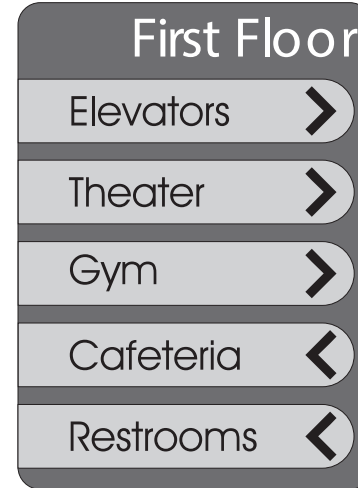 First Floor
Elevators
Theater
Gym
Cafeteria
Restrooms